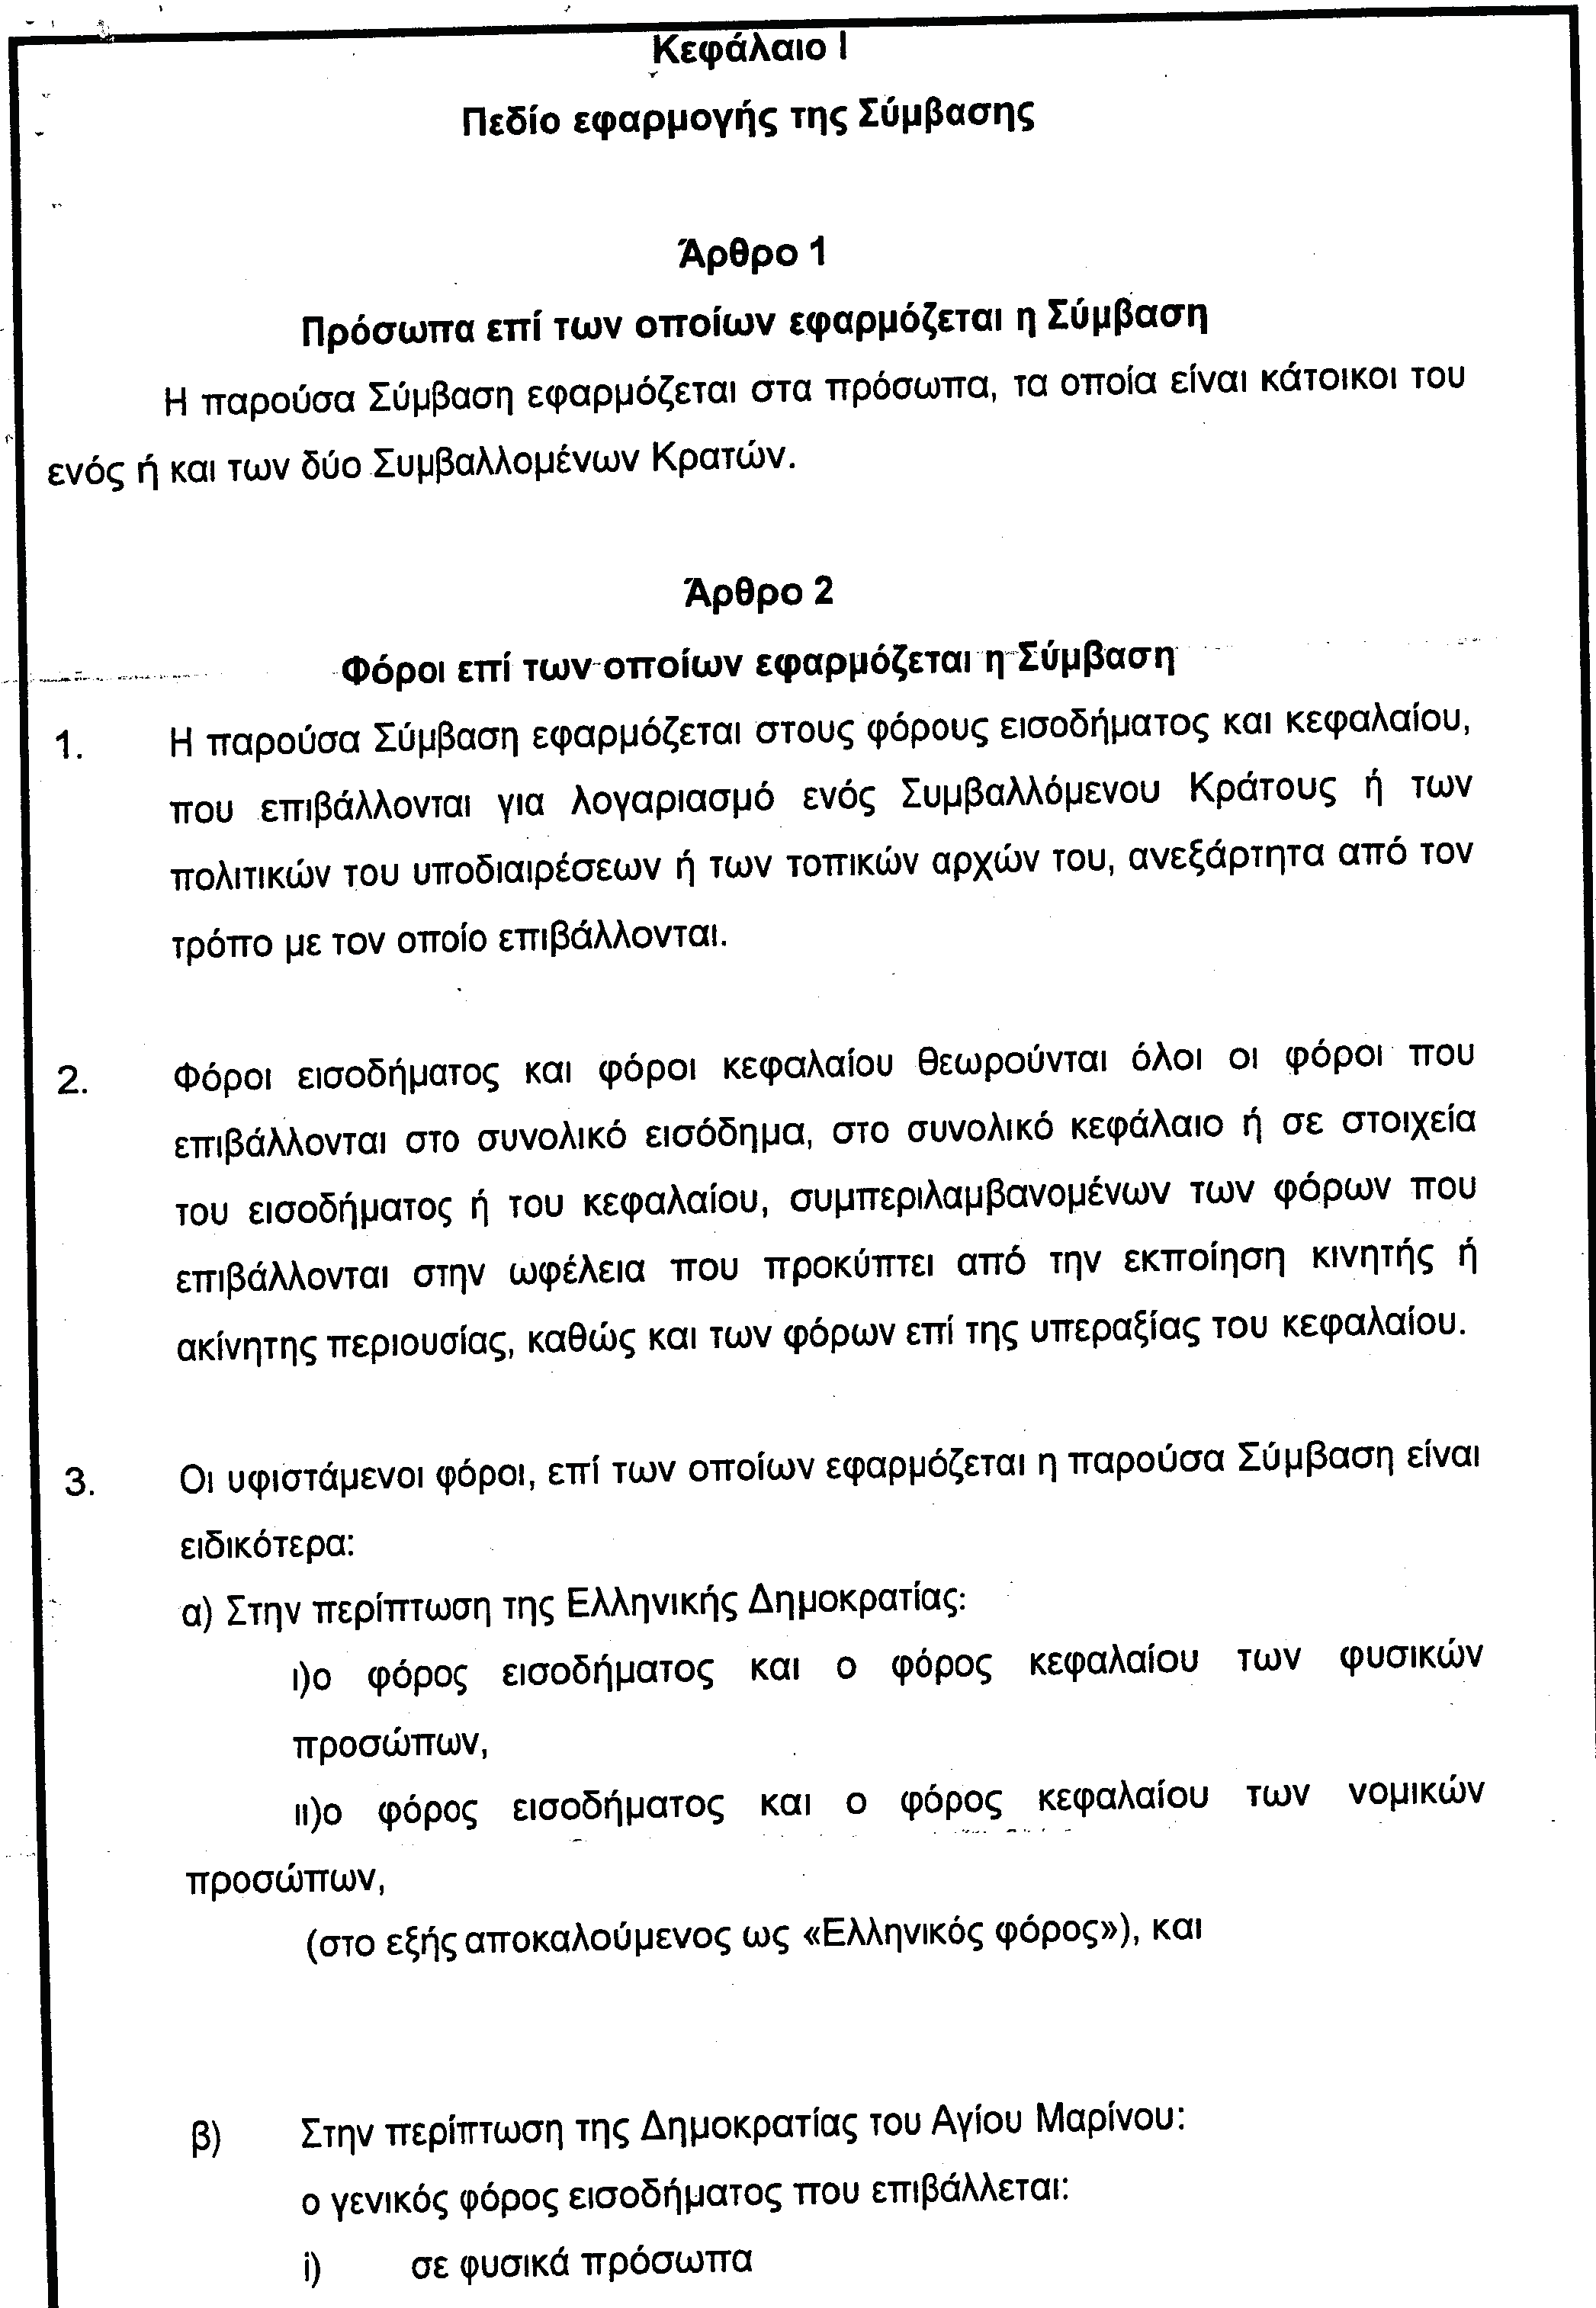 Κεφάλαιο Ι
Πεδίο εφαρμογής της Σύμβασης
Άρθρο 1
Πρόσωπα επί των οποίων εφαρμόζεται η Σύμβαση
Η παρούσα Σύμβαση εφαρμόζεται στα πρόσωπα, τα οποία είναι κάτοικοι του
ενός ή και των δύο Συμβαλλομένων Κρατών.
Άρθρο 2
Φόροι επί των οποίων εφαρμόζεται η Σύμβαση
1. Η παρούσα Σύμβαση εφαρμόζεται στους φόρους εισοδήματος και κεφαλαίου,
που επιβάλλονται για λογαριασμό ενός Συμβαλλόμενου Κράτους ή των
πολιτικών του υποδιαιρέσεων ή των τοπικών αρχών του, ανεξάρτητα από τον
τρόπο με τον οποίο επιβάλλονται.
2. Φόροι εισοδήματος και φόροι κεφαλαίου θεωρούνται όλοι οι φόροι που
επιβάλλονται στο συνολικό εισόδημα, στο συνολικό κεφάλαιο ή σε στοιχεία
του εισοδήματος ή του κεφαλαίου, συμπεριλαμβανομένων των φόρων που
επιβάλλονται στην ωφέλεια που προκύπτει από την εκποίηση κινητής ή
ακίνητης περιουσίας, καθώς και των φόρων επί της υπεραξίας του κεφαλαίου.
3. Οι υφιστάμενοι φόροι, επί των οποίων εφαρμόζεται η παρούσα Σύμβαση είναι
ειδικότερα:
α) Στην περίπτωση της Ελληνικής Δημοκρατίας:
ι)ο φόρος εισοδήματος και ο φόρος κεφαλαίου των φυσικών
προσώπων,
ιι)ο φόρος εισοδήματος και ο φόρος κεφαλαίου των νομικών
προσώπων,
(στο εξής αποκαλούμενος ως «Ελληνικός φόρος»), και
β) Στην περίπτωση της Δημοκρατίας του Αγίου Μαρίνου:
ο γενικός φόρος εισοδήματος που επιβάλλεται:
i) σε φυσικά πρόσωπα